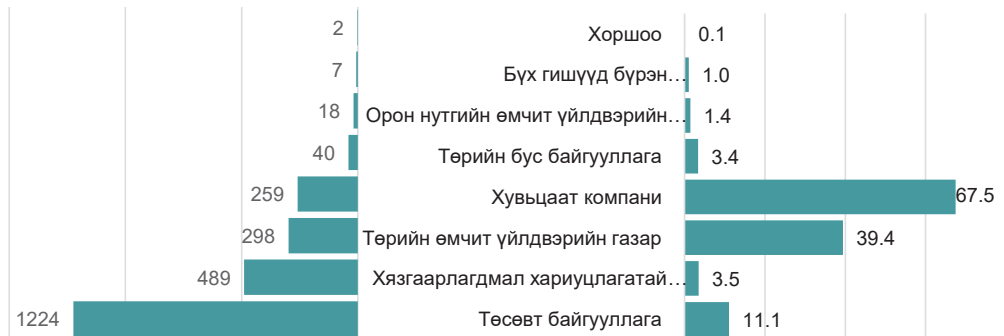 2 Хоршоо 0.1
7 Бүх гишүүд бүрэн… 1.0
18 Орон нутгийн өмчит үйлдвэрийн… 1.4
40 Төрийн бус байгууллага 3.4
259 Хувьцаат компани 67.5
298 Төрийн өмчит үйлдвэрийн газар 39.4
489 Хязгаарлагдмал хариуцлагатай… 3.5
1224 Төсөвт байгууллага 11.1